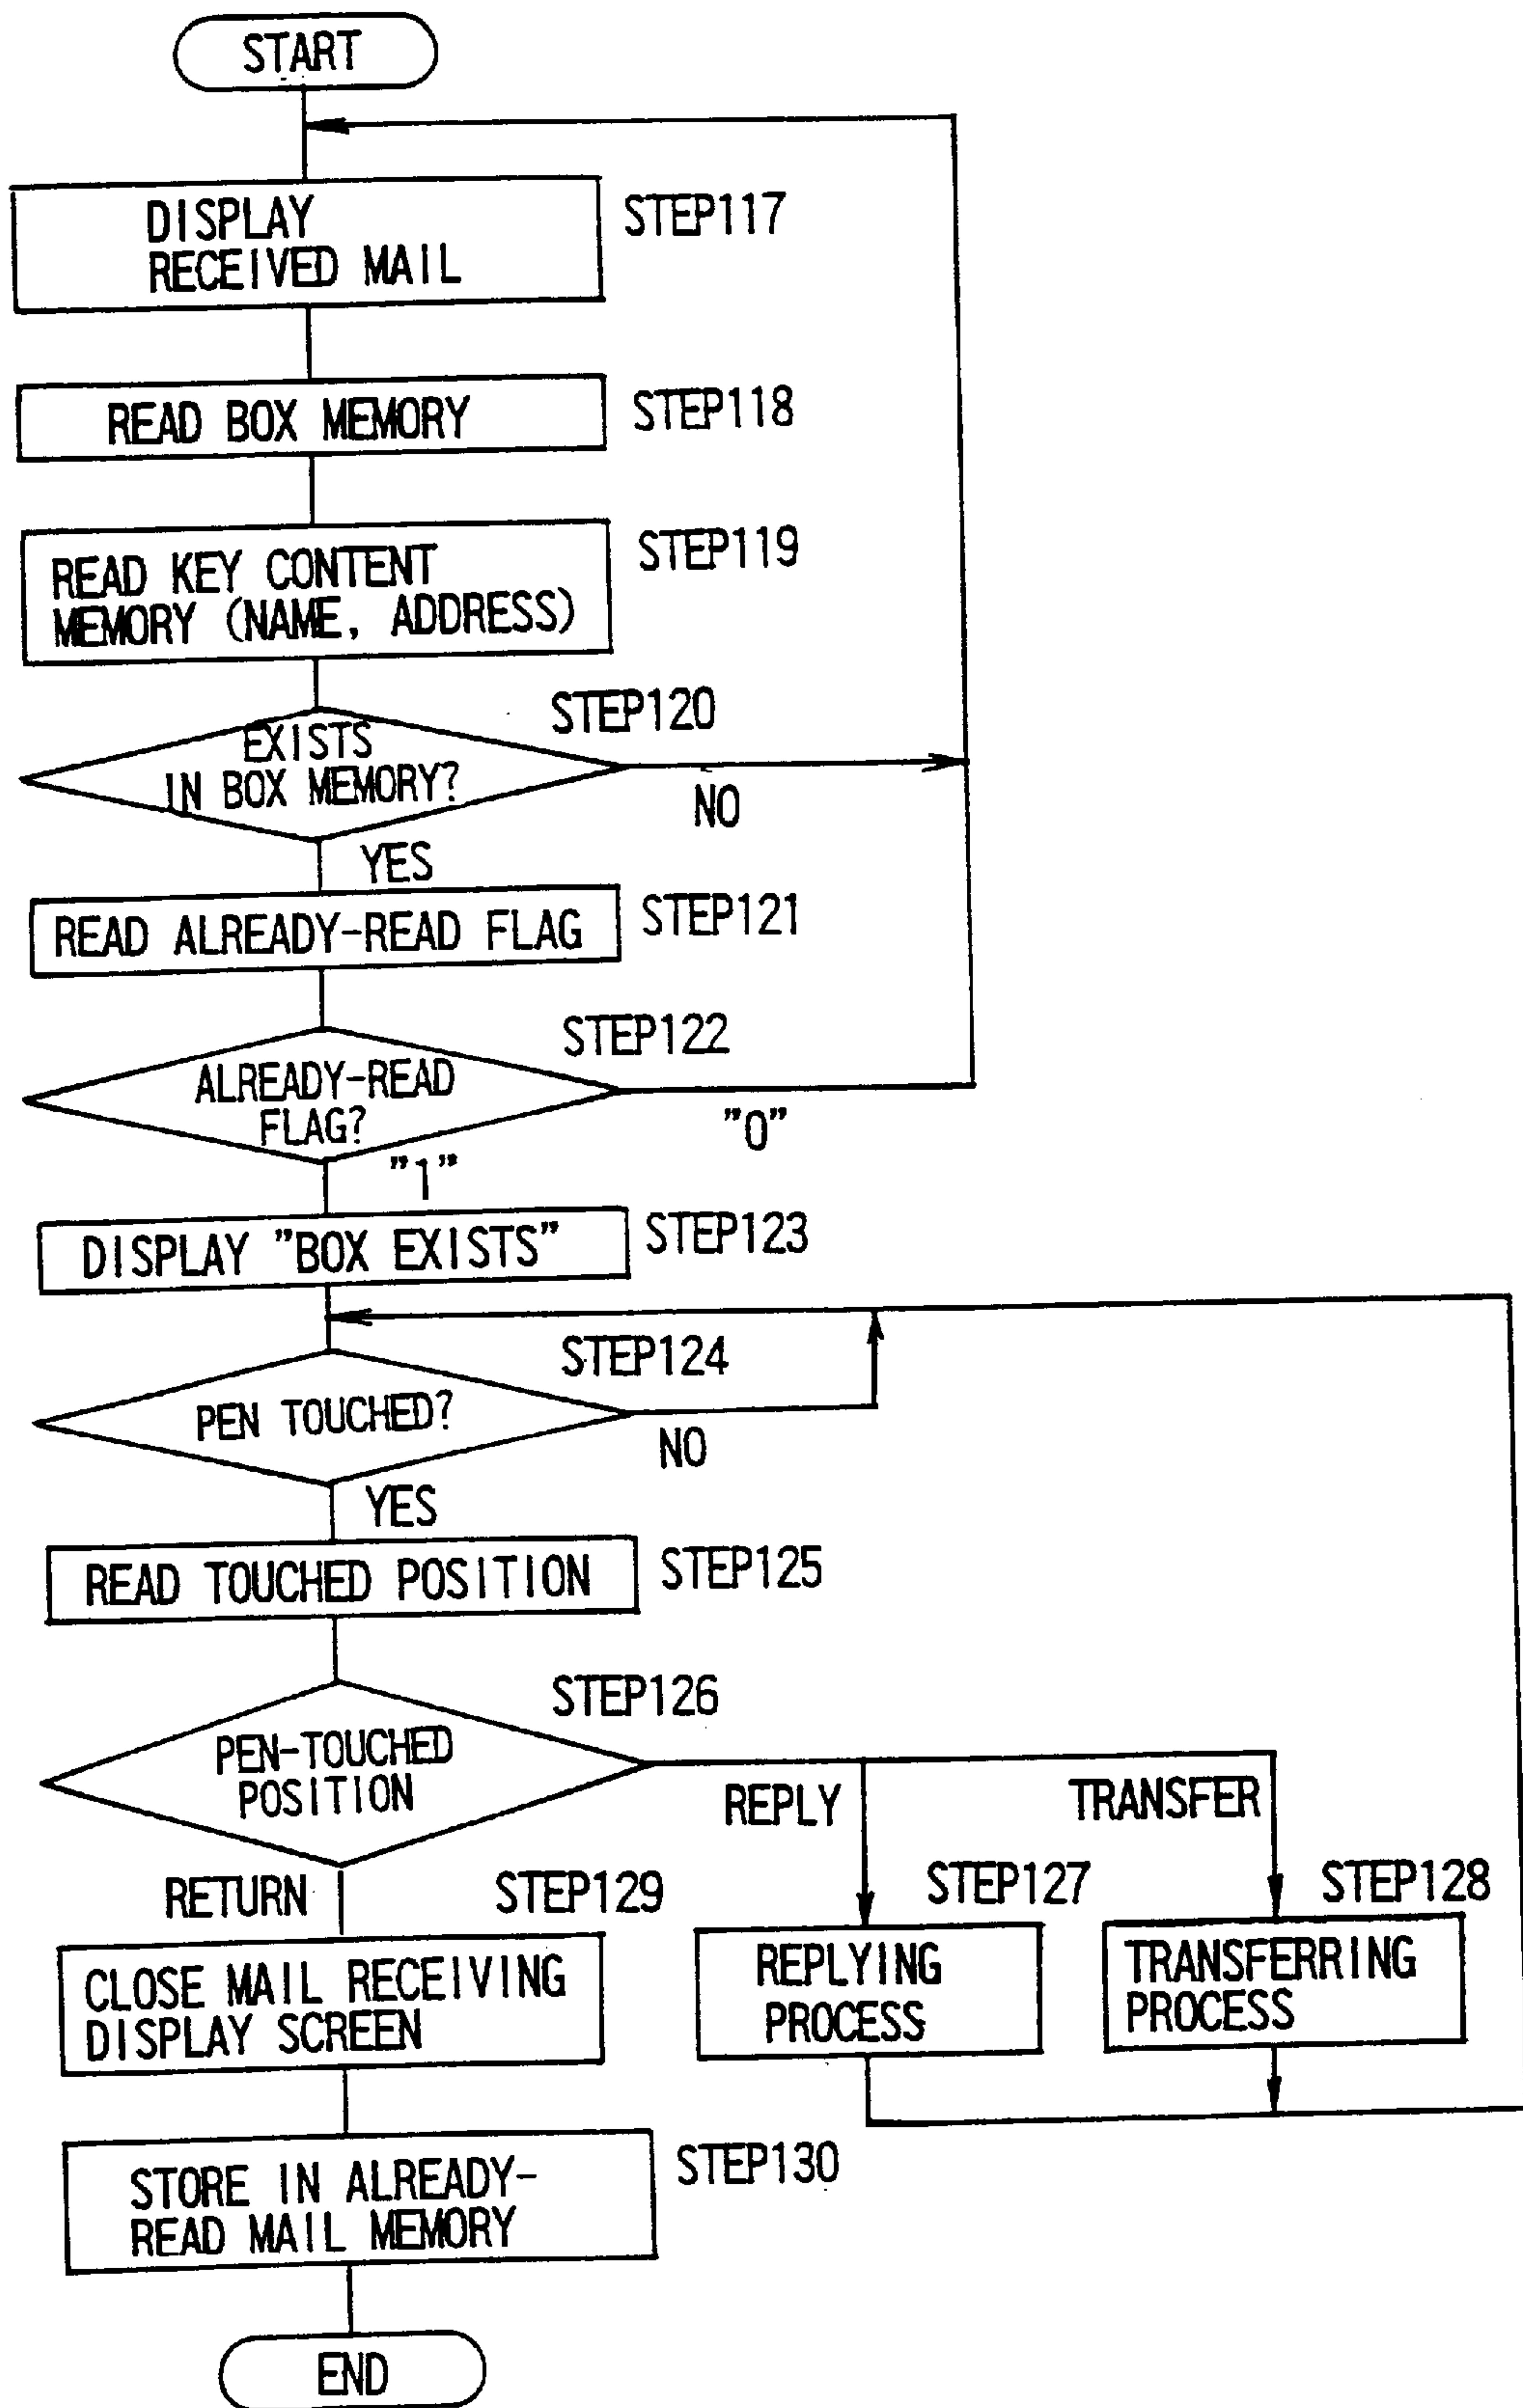 START
DISPLAY
RECEIVED MAIL
STEP117
READ BOX MEMORY
STEP118
READ KEY CONTENT
MEMORY (NAME, ADDRESS)
STEP119
STEP120
EXISTS
IN BOX MEMORY?
NO
YES
READ ALREADY-READ FLAG
STEP121
STEP122
ALREADY-READ
FLAG?
"0"
"1"
DISPLAY "BOX EXISTS"
STEP123
STEP124
PEN TOUCHED?
NO
YES
READ TOUCHED POSITION
STEP125
STEP126
PEN-TOUCHED
POSITION
REPLY
TRANSFER
RETURN
STEP129
STEP127
STEP128
CLOSE MAIL RECEIVING
DISPLAY SCREEN
REPLYING
PROCESS
TRANSFERRING
PROCESS
STORE IN ALREADY-
READ MAIL MEMORY
STEP130
END